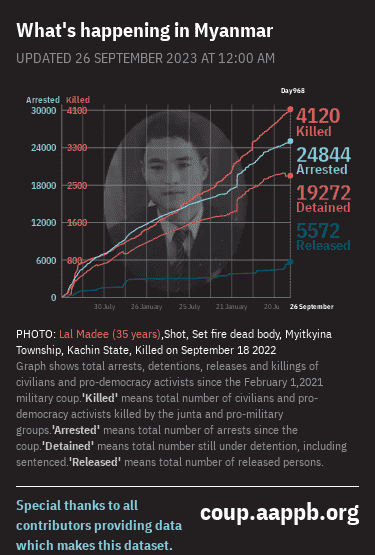 What's happening in Myanmar
UPDATED 26 SEPTEMBER 2023 AT 12:00 AM
Day968
Arrested Killed
30000 4100
24000 3300
18000 2500
12000 1600
6000 800
0
4120
Killed
24844
Arrested
19272
Detained
5572
Released
30 July 26 January 25 July 21 January 20 Ju 26 September
PHOTO: Lal Madee (35 years),Shot, Set fire dead body, Myitkyina
Township, Kachin State, Killed on September 18 2022
Graph shows total arrests, detentions, releases and killings of
civilians and pro-democracy activists since the February 1,2021
military coup.'Killed' means total number of civilians and pro-
democracy activists killed by the junta and pro-military
groups.'Arrested' means total number of arrests since the
coup.'Detained' means total number still under detention, including
sentenced.'Released' means total number of released persons.
Special thanks to all
contributors providing data
which makes this dataset.
coup.aappb.org